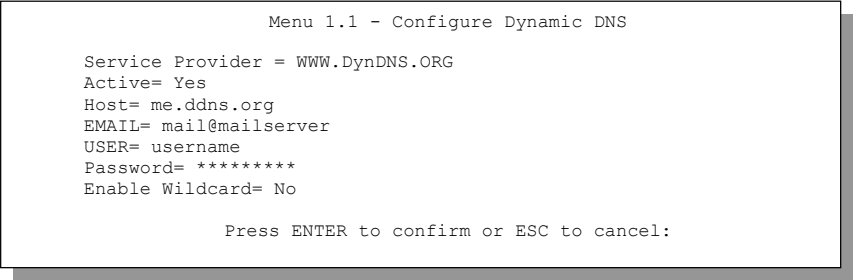 Menu 1.1 - Configure Dynamic DNS
Service Provider = WWW.DynDNS.ORG
Active= Yes
Host= me.ddns.org
EMAIL= mail@mailserver
USER= username
Password= *********
Enable Wildcard= No
Press ENTER to confirm or ESC to cancel: